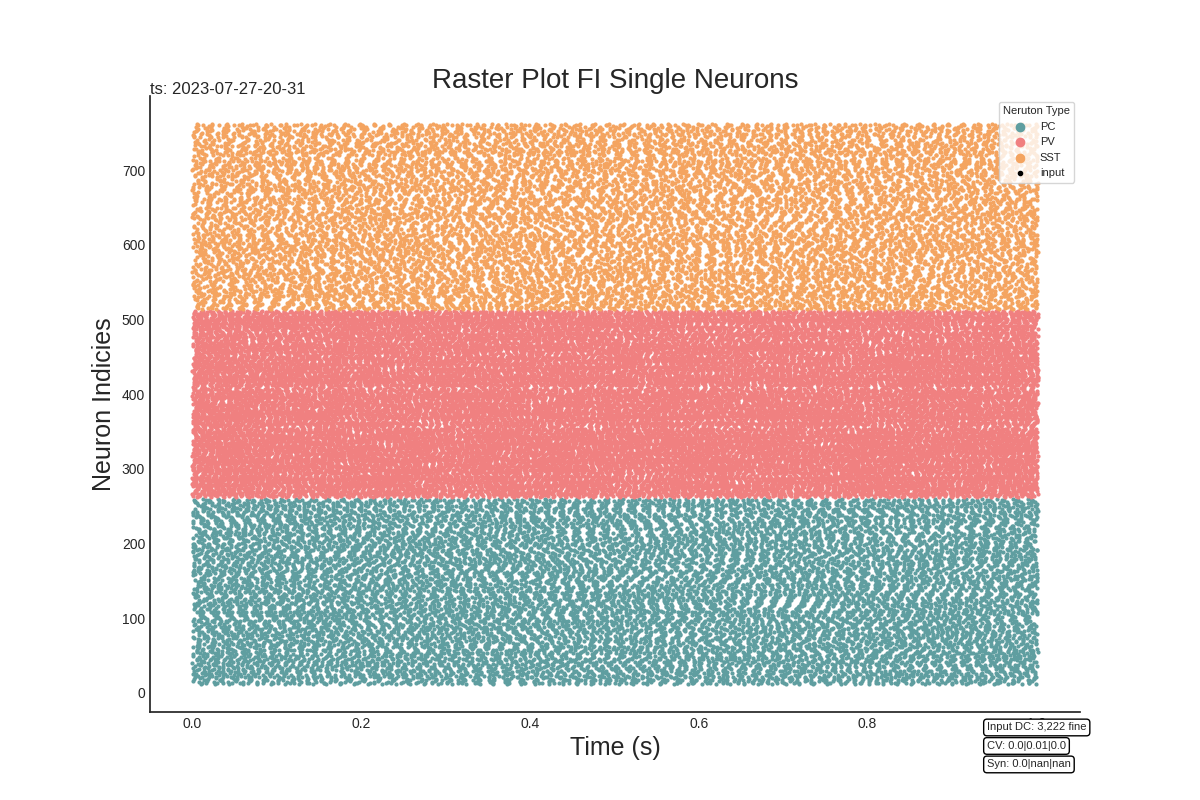 Raster Plot FI Single Neurons
ts: 2023-07-27-20-31
Neruton Type
PC
PV
SST
input
Neuron Indicies
700
600
500
400
300
200
100
0
0.0
0.2
0.4
0.6
0.8
Time (s)
Input DC: 3,222 fine
CV: 0.0|0.01|0.0
Syn: 0.0|nan|nan